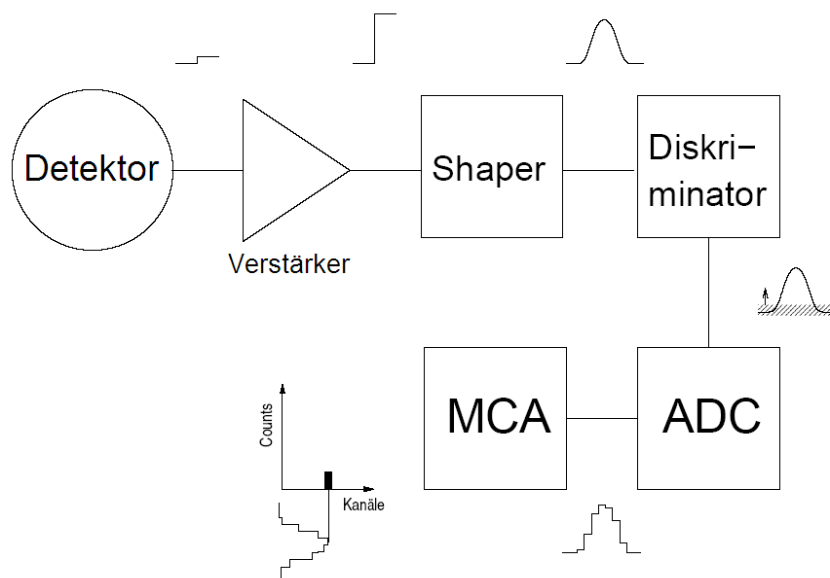 Detektor
Verstärker
Shaper
Diskri−
minator
MCA
ADC
Counts
Kanäle